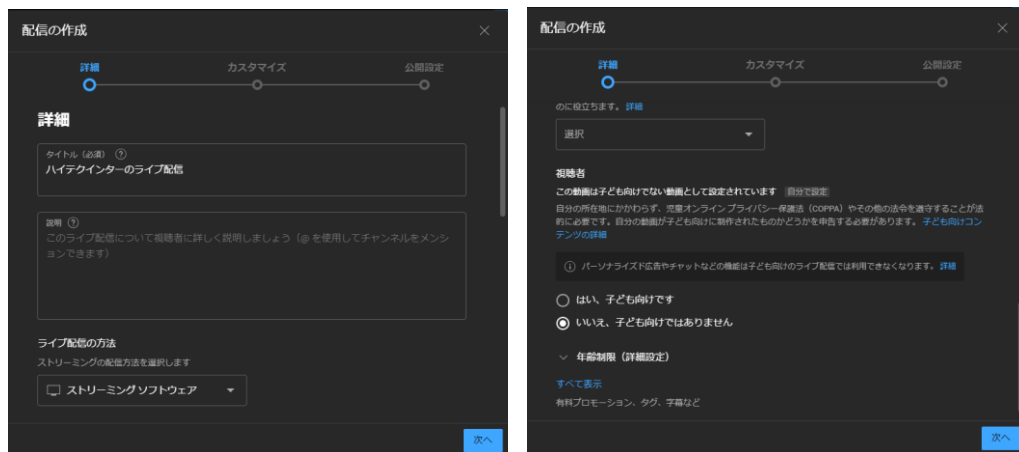 配信の作成
詳細
カスタマイズ
公開設定
詳細
タイトル（必須）
ハイテクインターのライブ配信
説明
このライブ配信について視聴者に詳しく説明しましょう（@ を使用してチャンネルをメンシ
ョンできます）
ライブ配信の方法
ストリーミングの配信方法を選択します
ストリーミング ソフトウェア
次へ
配信の作成
詳細
カスタマイズ
公開設定
のに役立ちます。 詳細
選択
視聴者
この動画は子ども向けでない動画として設定されています 自分で設定
自分の所在地にかかわらず、児童オンライン プライバシー保護法（COPPA）やその他の法令を遵守することが法
的に必要です。自分の動画が子ども向けに制作されたものかどうかを申告する必要があります。 子ども向けコン
テンツの詳細
パーソナライズド広告やチャットなどの機能は子ども向けのライブ配信では利用できなくなります。 詳細
はい、子ども向けです
いいえ、子ども向けではありません
年齢制限（詳細設定）
すべて表示
有料プロモーション、タグ、字幕など
次へ